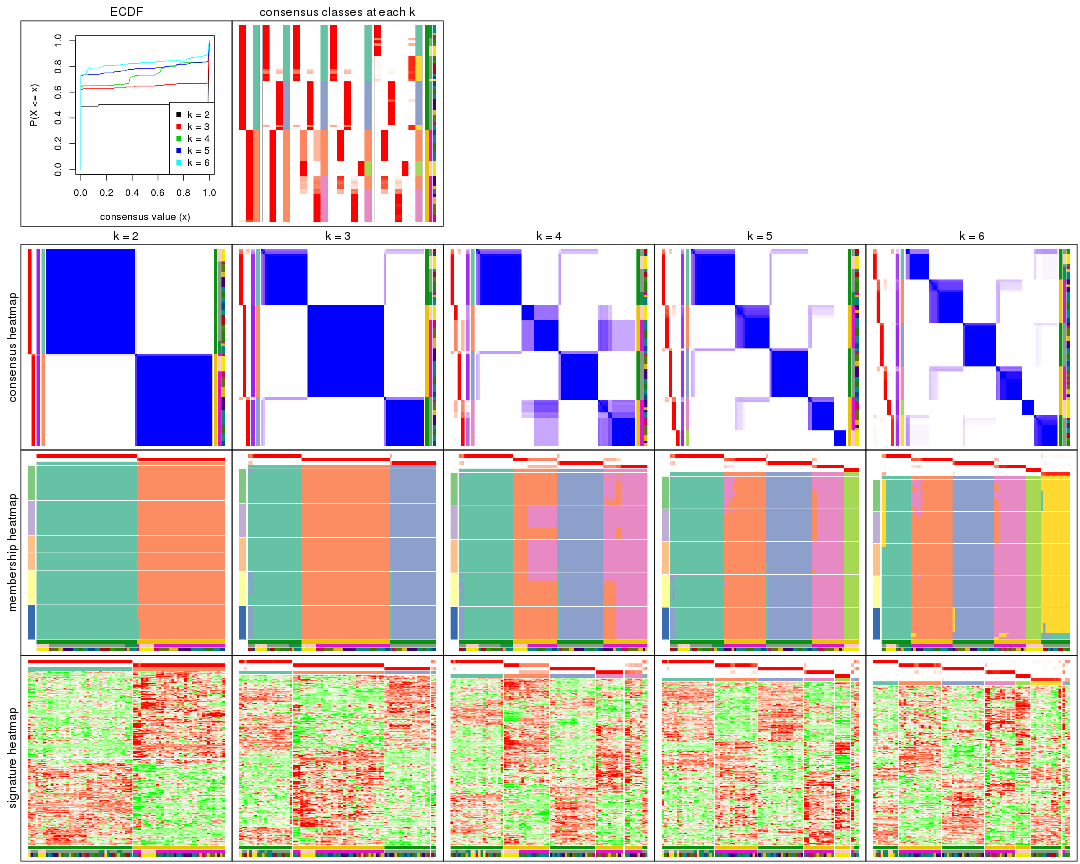 ECDF
consensus classes at each k
P(X <= x)
0.0 0.2 0.4 0.6 0.8 1.0
k = 2
k = 3
k = 4
k = 5
k = 6
0.0 0.2 0.4 0.6 0.8 1.0
consensus value (x)
k = 2
k = 3
k = 4
k = 5
k = 6
consensus heatmap
membership heatmap
signature heatmap